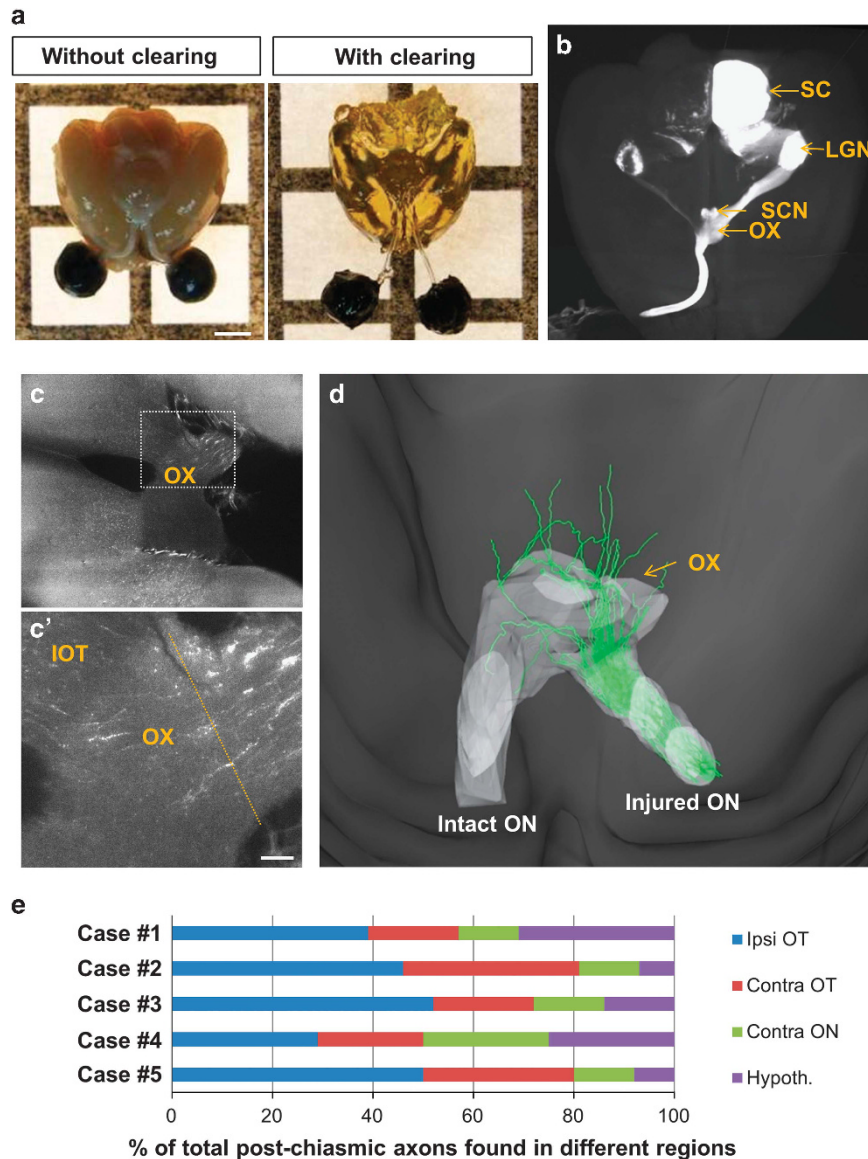 a
Without clearing
With clearing
b
SC
LGN
SCN
OX
c
OX
c'
IOT
OX
d
OX
Intact ON
Injured ON
e
Case #1
Case #2
Case #3
Case #4
Case #5
Ipsi OT
Contra OT
Contra ON
Hypoth.
0 20 40 60 80 100
% of total post-chiasmic axons found in different regions